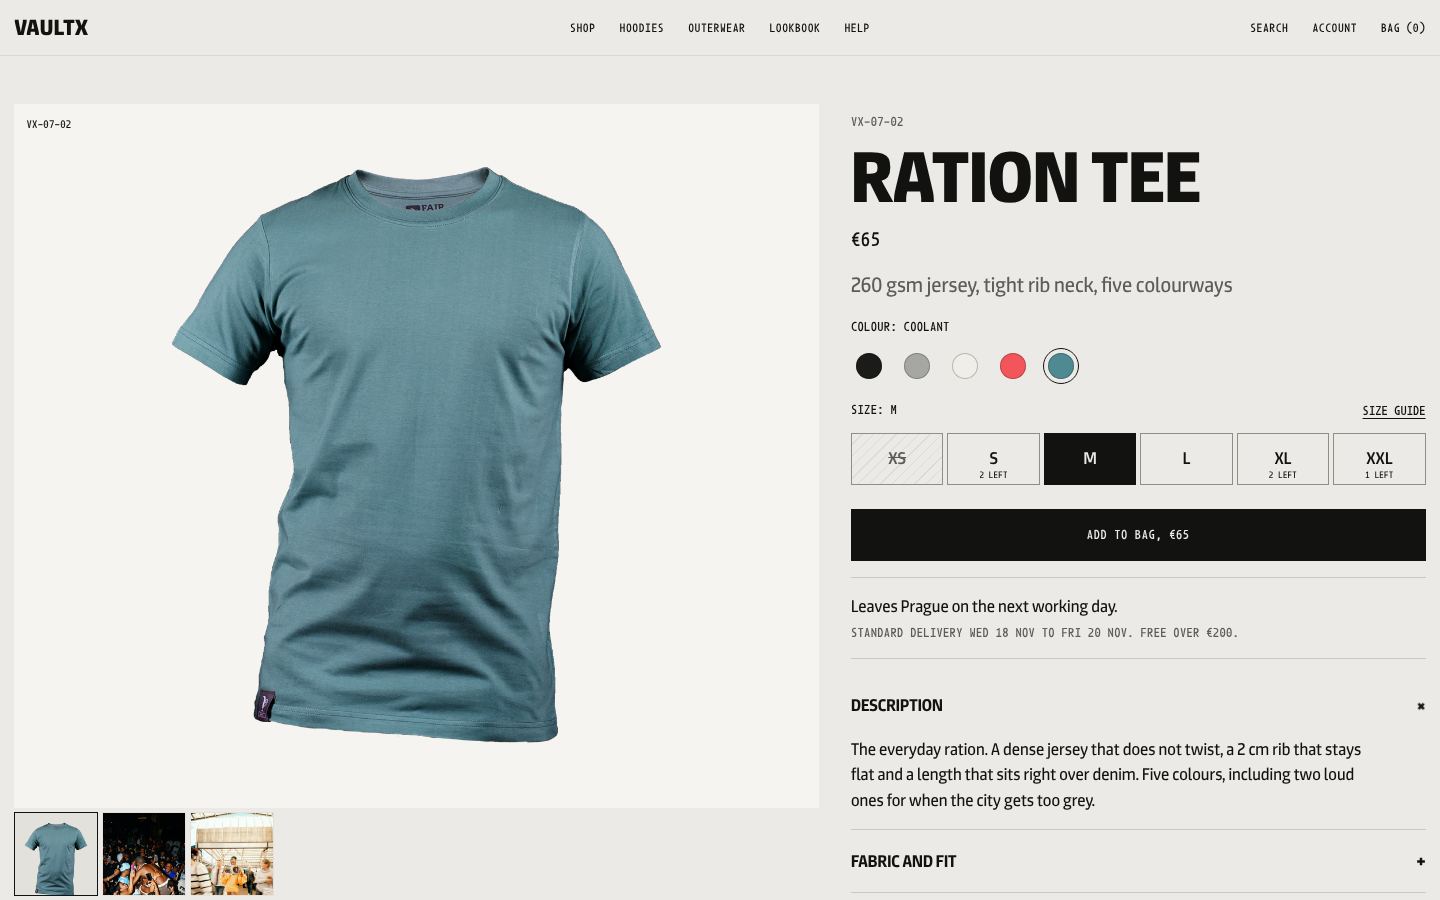 VAULTX
SHOP HOODIES OUTERWEAR LOOKBOOK HELP
SEARCH ACCOUNT BAG (0)
VX-07-02
FAIR
VX-07-02
RATION TEE
€65
260 gsm jersey, tight rib neck, five colourways
COLOUR: COOLANT
SIZE: M
SIZE GUIDE
XS
S
2 LEFT
M
L
XL
2 LEFT
XXL
1 LEFT
ADD TO BAG, €65
Leaves Prague on the next working day.
STANDARD DELIVERY WED 18 NOV TO FRI 20 NOV. FREE OVER €200.
DESCRIPTION
The everyday ration. A dense jersey that does not twist, a 2 cm rib that stays
flat and a length that sits right over denim. Five colours, including two loud
ones for when the city gets too grey.
FABRIC AND FIT +